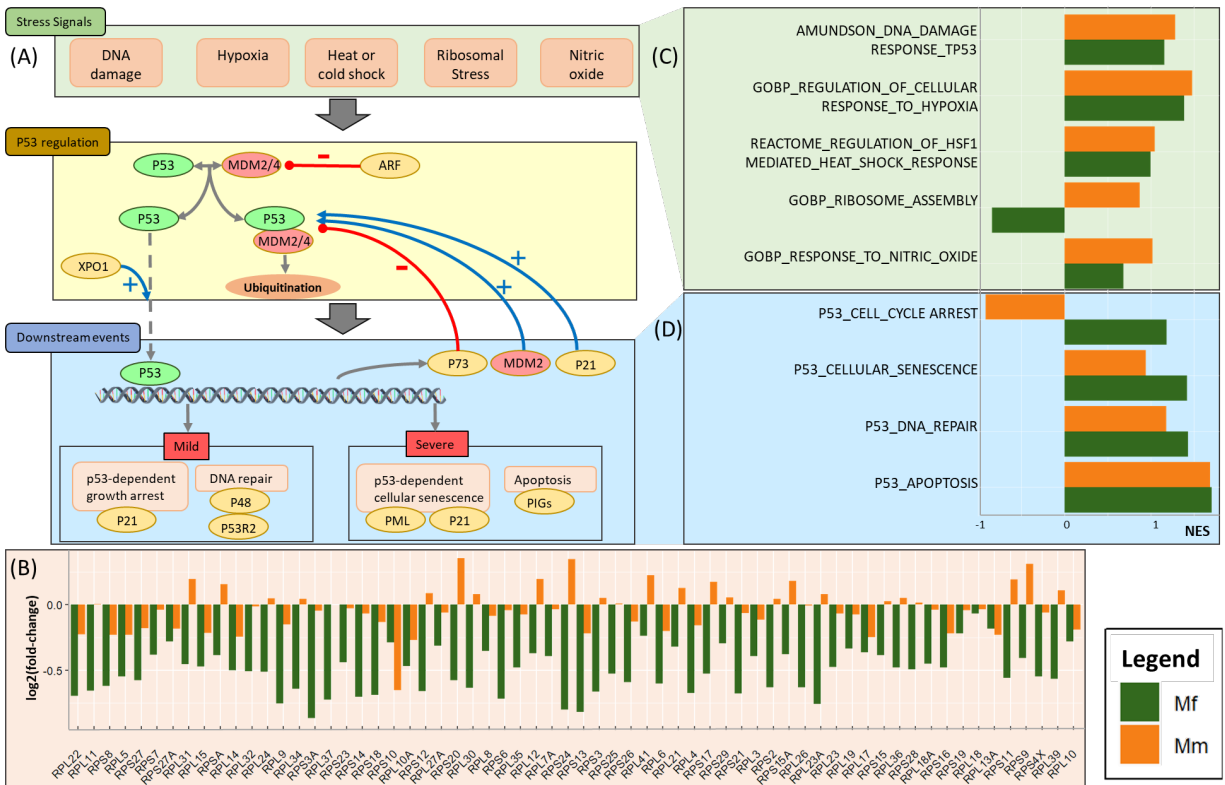 Stress Signals
(A)
DNA
damage
Hypoxia
Heat or
cold shock
Ribosomal
Stress
Nitric
oxide
P53 regulation
P53
MDM2/4
-
ARF
P53
P53
MDM2/4
XPO1
+
Ubiquitination
-
+
+
Downstream events
P53
P73
MDM2
P21
Mild
p53-dependent
growth arrest
P21
DNA repair
P48
P53R2
Severe
p53-dependent
cellular senescence
PML
P21
Apoptosis
PIGs
(C)
AMUNDSON_DNA_DAMAGE
RESPONSE_TP53
GOBP_REGULATION_OF_CELLULAR
RESPONSE_TO_HYPOXIA
REACTOME_REGULATION_OF_HSF1
MEDIATED_HEAT_SHOCK_RESPONSE
GOBP_RIBOSOME_ASSEMBLY
GOBP_RESPONSE_TO_NITRIC_OXIDE
(D)
P53_CELL_CYCLE ARREST
P53_CELLULAR_SENESCENCE
P53_DNA_REPAIR
P53_APOPTOSIS
-1
0
1
NES
(B)
log2(fold-change)
0.0
-0.5
RPL22
RPL11
RPS8
RPL5
RPS27
RPS7
RPS27A
RPL31
RPL15
RPSA
RPL14
RPL32
RPL24
RPL9
RPL34
RPS3A
RPL37
RPS23
RPS14
RPS18
RPS10
RPL10A
RPS12
RPL27A
RPS20
RPL30
RPL8
RPS6
RPL35
RPL12
RPL7A
RPS24
RPS13
RPS3
RPS25
RPS26
RPL41
RPL6
RPL21
RPL4
RPS17
RPS29
RPS21
RPL3
RPS2
RPS15A
RPL26
RPL23A
RPL23
RPL19
RPL17
RPS15
RPL36
RPS28
RPL18A
RPS16
RPS19
RPL18
RPL13A
RPS11
RPS9
RPS4X
RPL39
RPL10
Legend
Mf
Mm